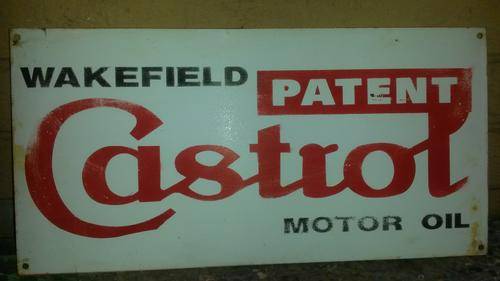 WAKEFIELD PATENT
Castrol
MOTOR OIL